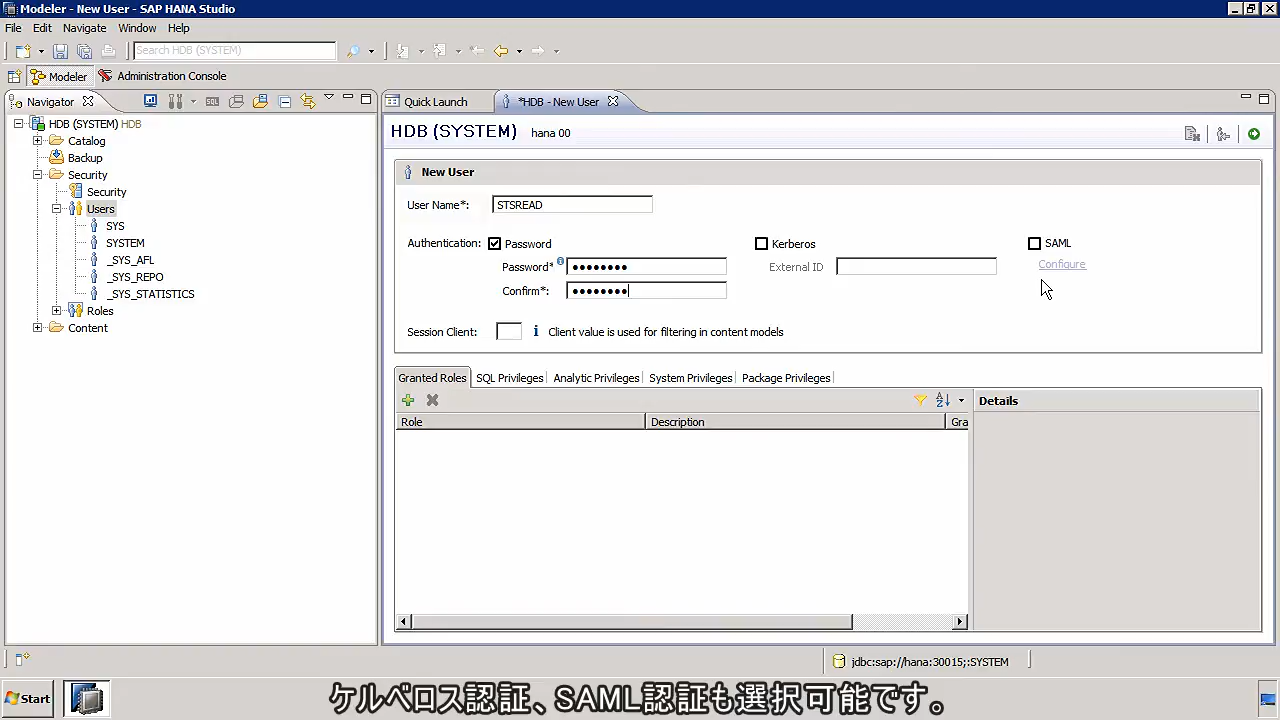 Modeler - New User - SAP HANA Studio
File Edit Navigate Window Help
Search HDB (SYSTEM)
Modeler Administration Console
Navigator
HDB (SYSTEM) HDB
Catalog
Backup
Security
Security
Users
SYS
SYSTEM
_SYS_AFL
_SYS_REPO
_SYS_STATISTICS
Roles
Content
Quick Launch *HDB - New User
HDB (SYSTEM) hana 00
New User
User Name*: STSREAD
Authentication: Password Kerberos SAML
Password* ●●●●●●●● External ID Configure
Confirm*: ●●●●●●●●
Session Client: Client value is used for filtering in content models
Granted Roles SQL Privileges Analytic Privileges System Privileges Package Privileges
Details
Role Description Gra
jdbc:sap://hana:30015;:SYSTEM
Start
ケルベロス認証、SAML認証も選択可能です。